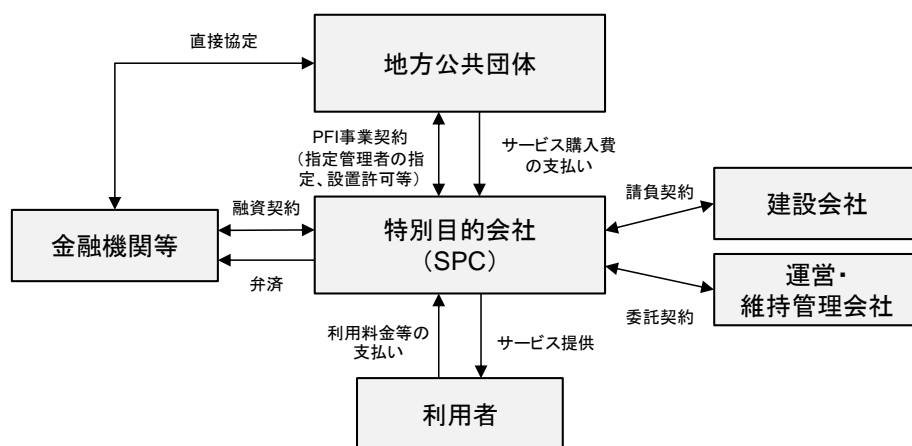 直接協定
地方公共団体
PFI事業契約
（指定管理者の指
定、設置許可等）
サービス購入費
の支払い
請負契約
建設会社
融資契約
金融機関等
特別目的会社
（SPC）
弁済
運営・
維持管理会社
委託契約
利用料金等の
支払い
サービス提供
利用者